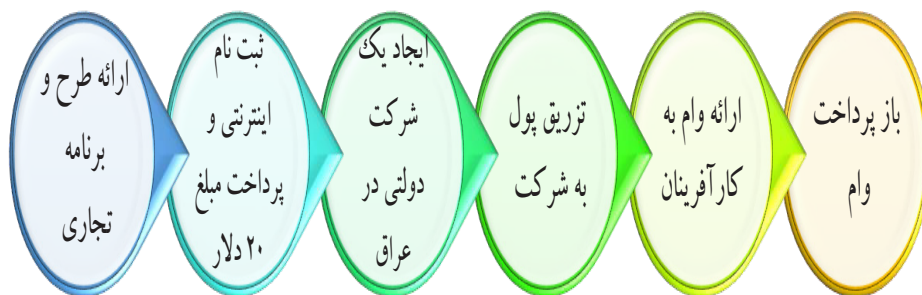 ارائه طرح و
برنامه
تجاری
ثبت نام
اینترنتی و
پرداخت مبلغ
۲۰ دلار
ایجاد یک
شرکت
دولتی در
عراق
تزریق پول
به شرکت
ارائه وام به
کارآفرینان
باز پرداخت
وام